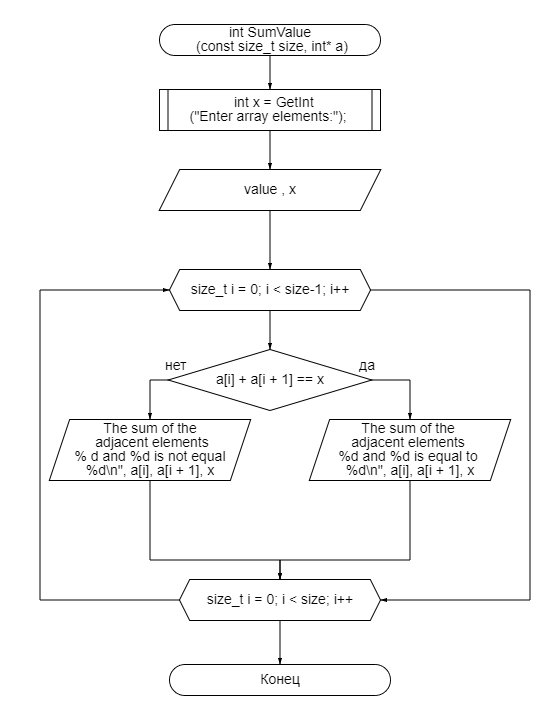 int SumValue
(const size_t size, int* a)
int x = GetInt
("Enter array elements:");
value , x
size_t i = 0; i < size-1; i++
нет
да
a[i] + a[i + 1] == x
The sum of the
adjacent elements
% d and %d is not equal
%d\n", a[i], a[i + 1], x
The sum of the
adjacent elements
%d and %d is equal to
%d\n", a[i], a[i + 1], x
size_t i = 0; i < size; i++
Конец